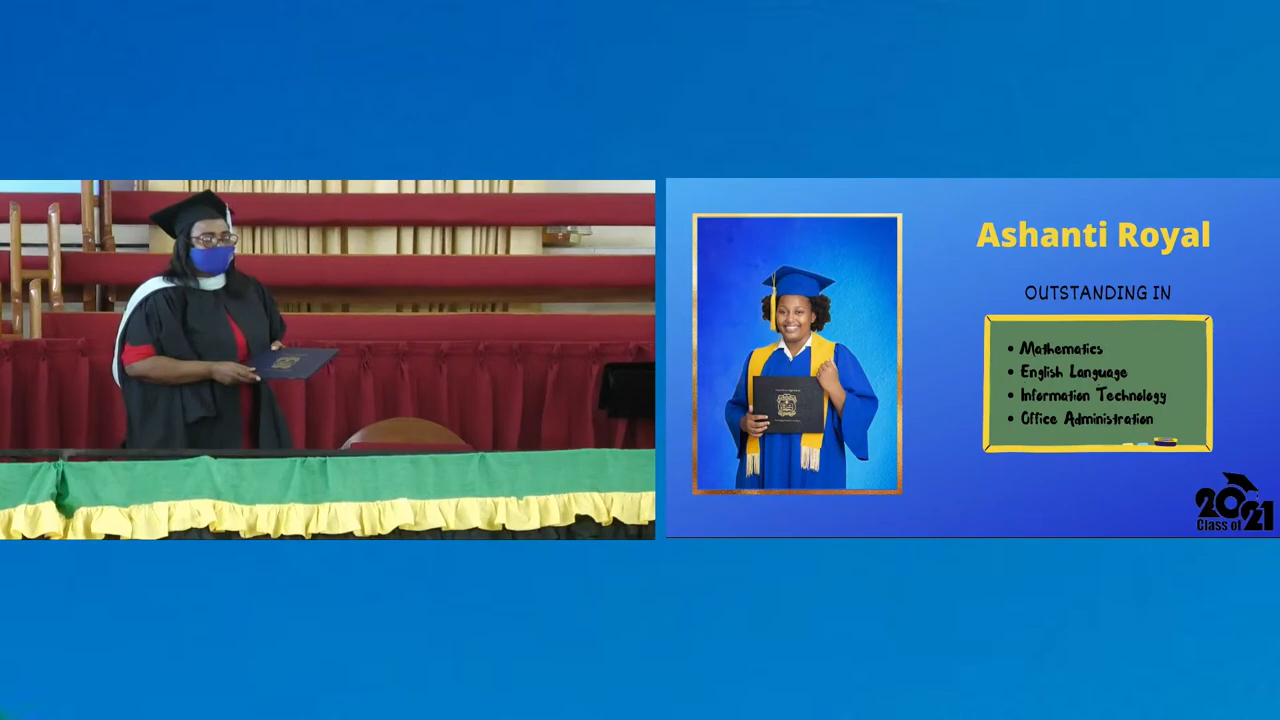 Ashanti Royal
OUTSTANDING IN
• Mathematics
• English Language
• Information Technology
• Office Administration
2021
Class of